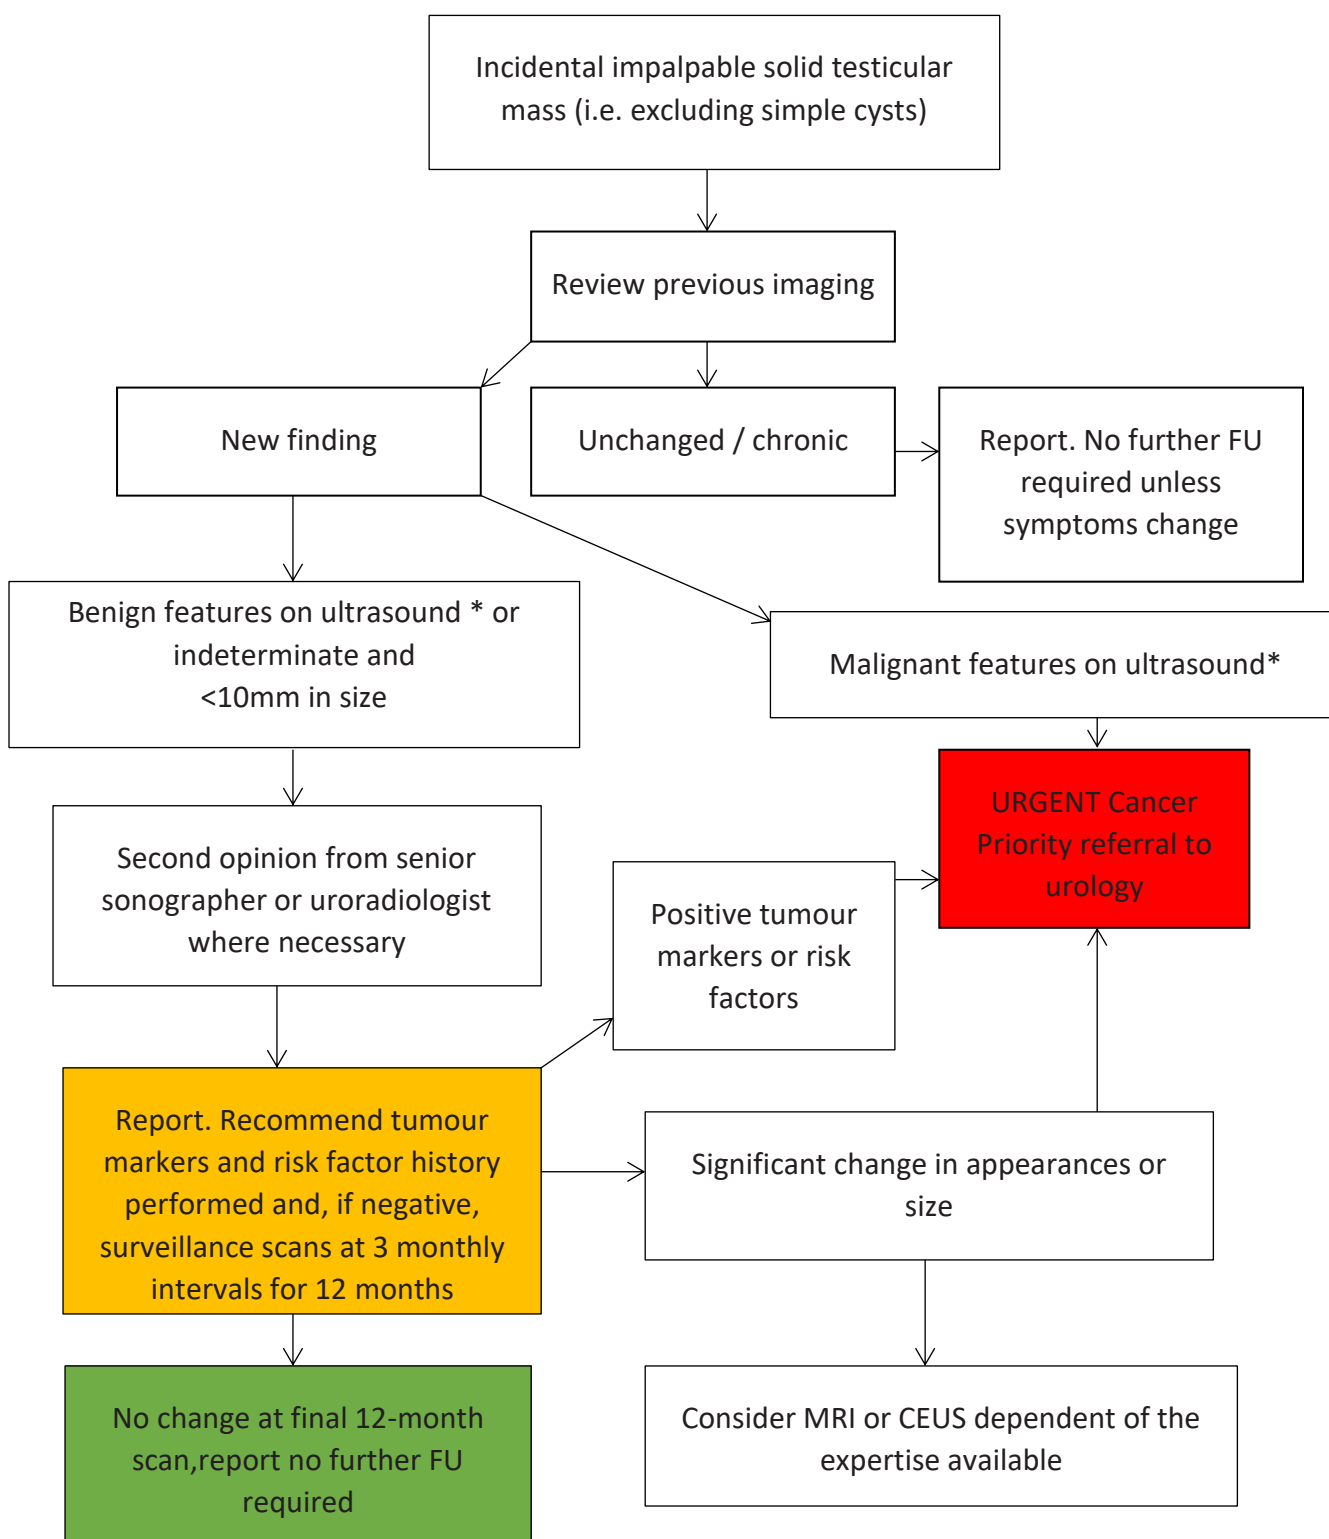 Incidental impalpable solid testicular
mass (i.e. excluding simple cysts)
Review previous imaging
New finding
Unchanged / chronic
Report. No further FU
required unless
symptoms change
Benign features on ultrasound * or
indeterminate and
<10mm in size
Malignant features on ultrasound*
Second opinion from senior
sonographer or uroradiologist
where necessary
URGENT Cancer
Priority referral to
urology
Positive tumour
markers or risk
factors
Report. Recommend tumour
markers and risk factor history
performed and, if negative,
surveillance scans at 3 monthly
intervals for 12 months
Significant change in appearances or
size
No change at final 12-month
scan,report no further FU
required
Consider MRI or CEUS dependent of the
expertise available